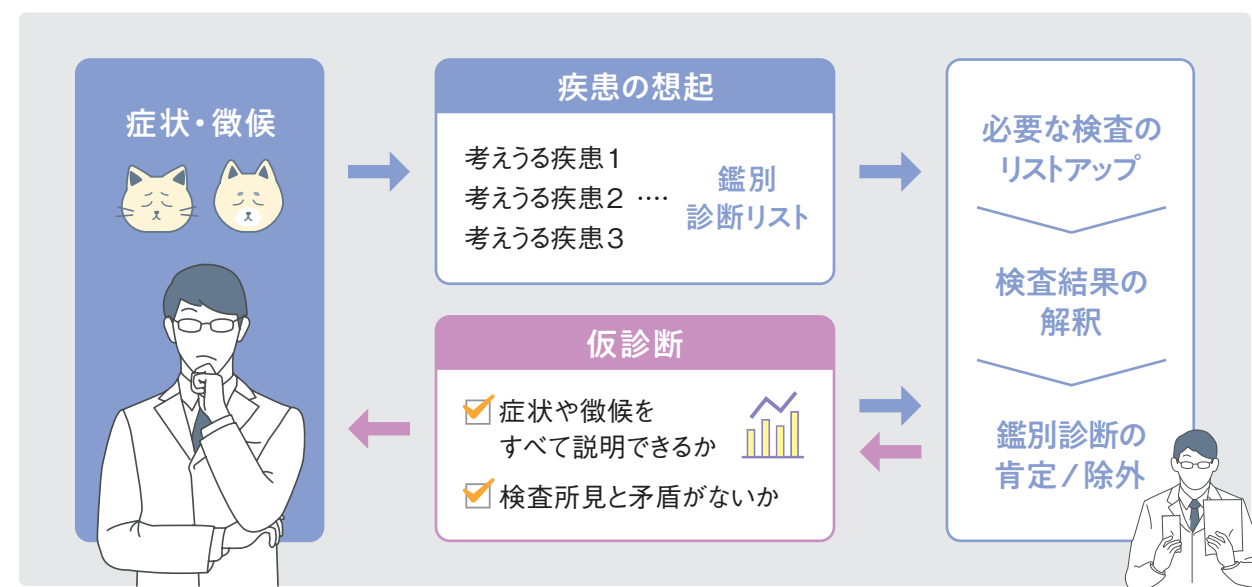 症状・徴候
疾患の想起
考えうる疾患1
考えうる疾患2 ‥‥
考えうる疾患3
鑑別
診断リスト
必要な検査の
リストアップ
検査結果の
解釈
鑑別診断の
肯定/除外
仮診断
症状や徴候を
すべて説明できるか
検査所見と矛盾がないか